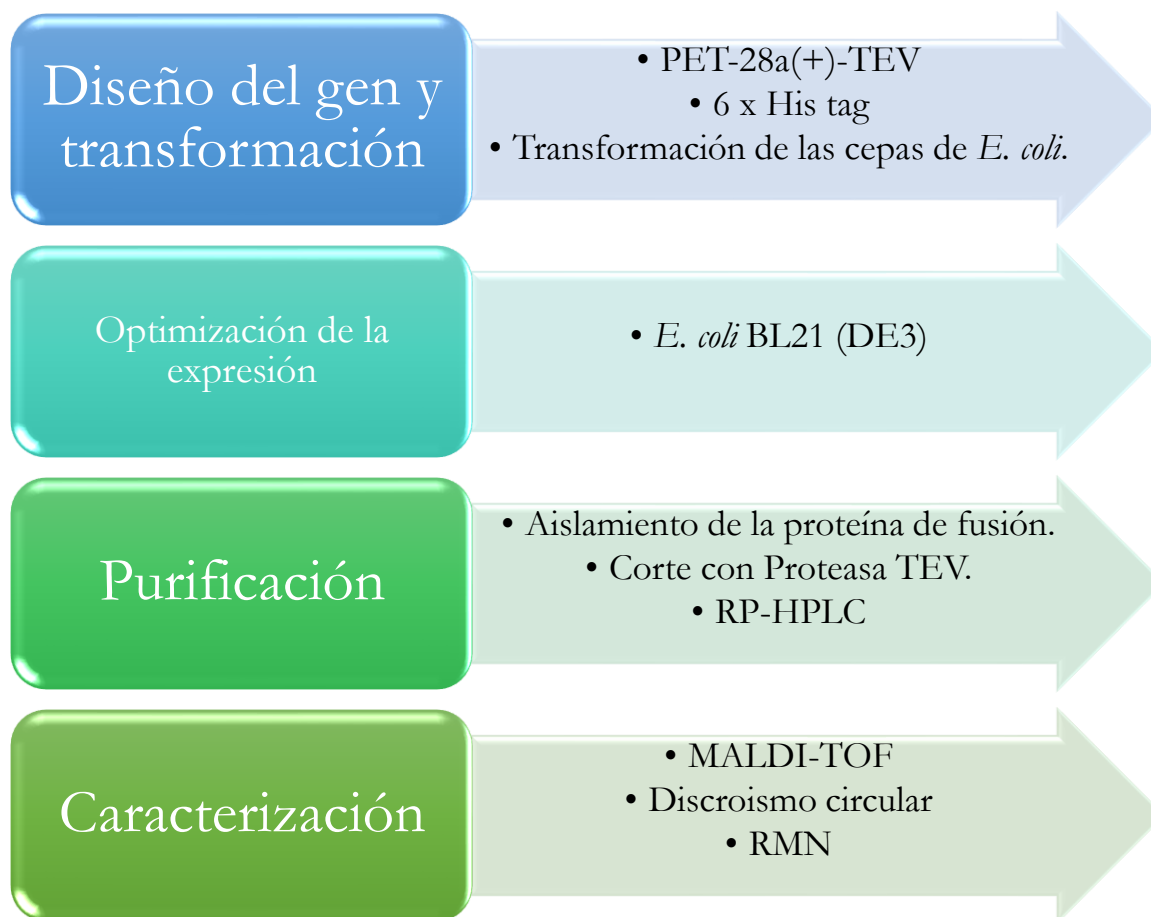 Diseño del gen y
transformación
• PET-28a(+)-TEV
• 6 x His tag
• Transformación de las cepas de E. coli.
Optimización de la
expresión
• E. coli BL21 (DE3)
Purificación
• Aislamiento de la proteína de fusión.
• Corte con Proteasa TEV.
• RP-HPLC
Caracterización
• MALDI-TOF
• Discroismo circular
• RMN